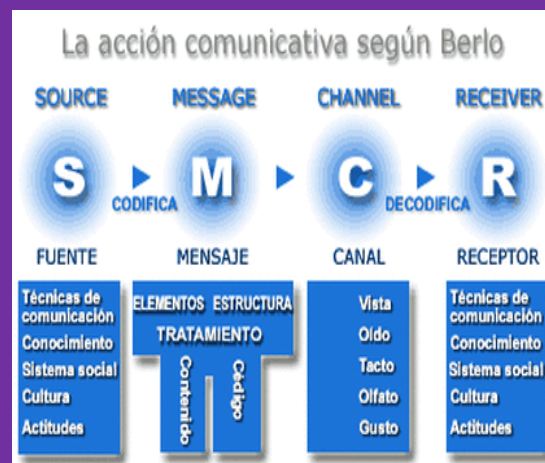 La acción comunicativa según Berlo
SOURCE MESSAGE CHANNEL RECEIVER
S M C R
CODIFICA DECODIFICA
FUENTE MENSAJE CANAL RECEPTOR
Técnicas de
comunicación
Conocimiento
Sistema social
Cultura
Actitudes
ELEMENTOS ESTRUCTURA
TRATAMIENTO
Contenido
Código
Vista
Oído
Tacto
Olfato
Gusto
Técnicas de
comunicación
Conocimiento
Sistema social
Cultura
Actitudes